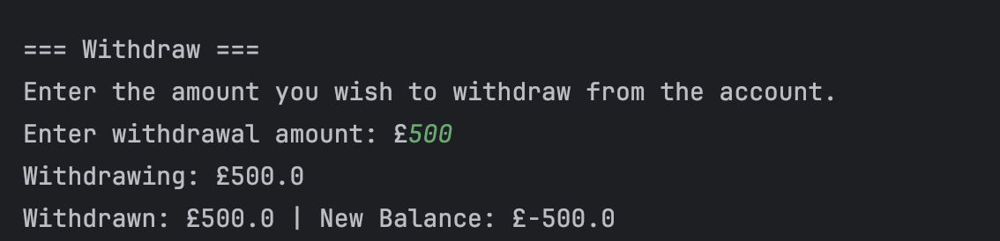 === Withdraw ===
Enter the amount you wish to withdraw from the account.
Enter withdrawal amount: £500
Withdrawing: £500.0
Withdrawn: £500.0 | New Balance: £-500.0